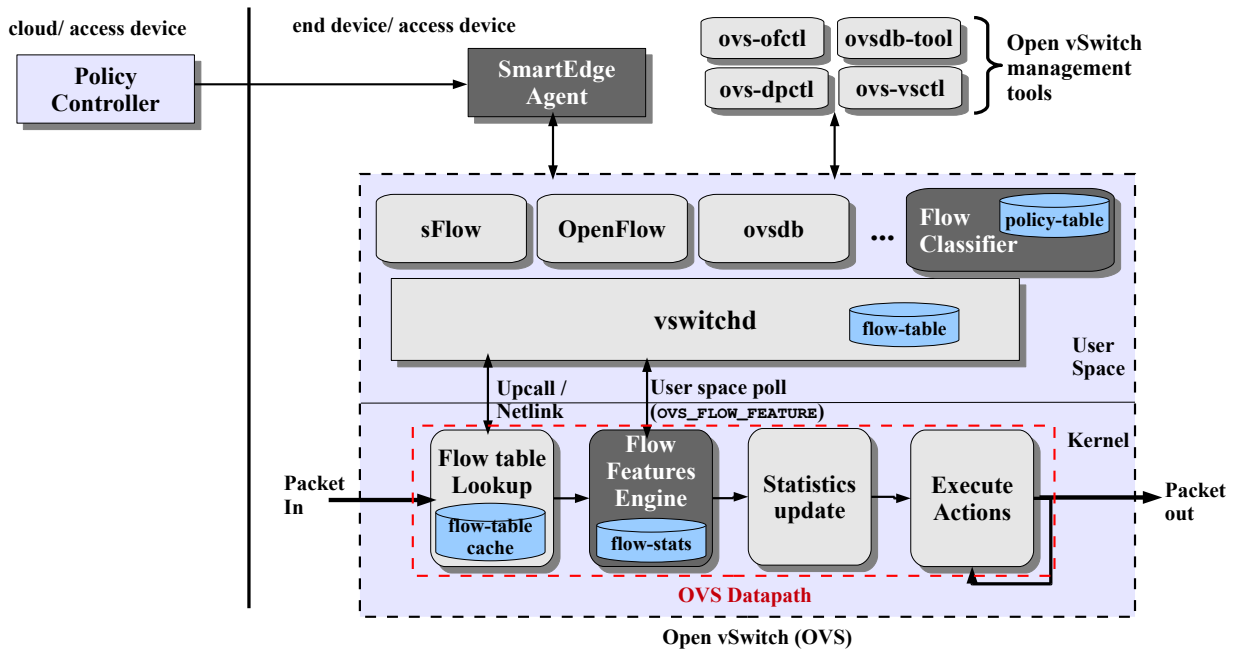 cloud/ access device
end device/ access device
Policy
Controller
SmartEdge
Agent
ovs-ofctl
ovsdb-tool
ovs-dpctl
ovs-vsctl
Open vSwitch
management
tools
sFlow
OpenFlow
ovsdb
...
Flow
Classifier
policy-table
vswitchd
flow-table
User
Space
Upcall /
Netlink
User space poll
(OVS_FLOW_FEATURE)
Kernel
Packet
In
Flow table
Lookup
flow-table
cache
Flow
Features
Engine
flow-stats
Statistics
update
Execute
Actions
Packet
out
OVS Datapath
Open vSwitch (OVS)